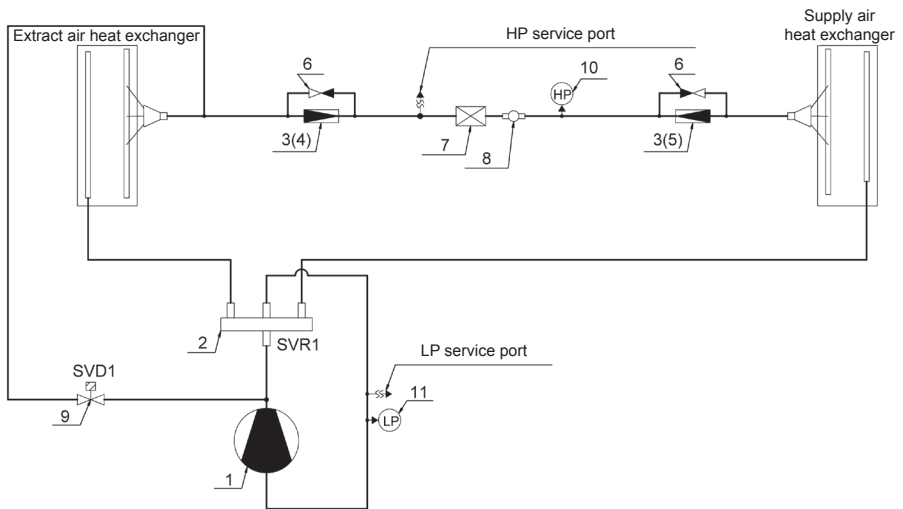 Supply air
heat exchanger
Extract air heat exchanger
HP service port
6
10
6
HP
3(4)
7
8
3(5)
2
SVR1
LP service port
SVD1
11
9
LP
1